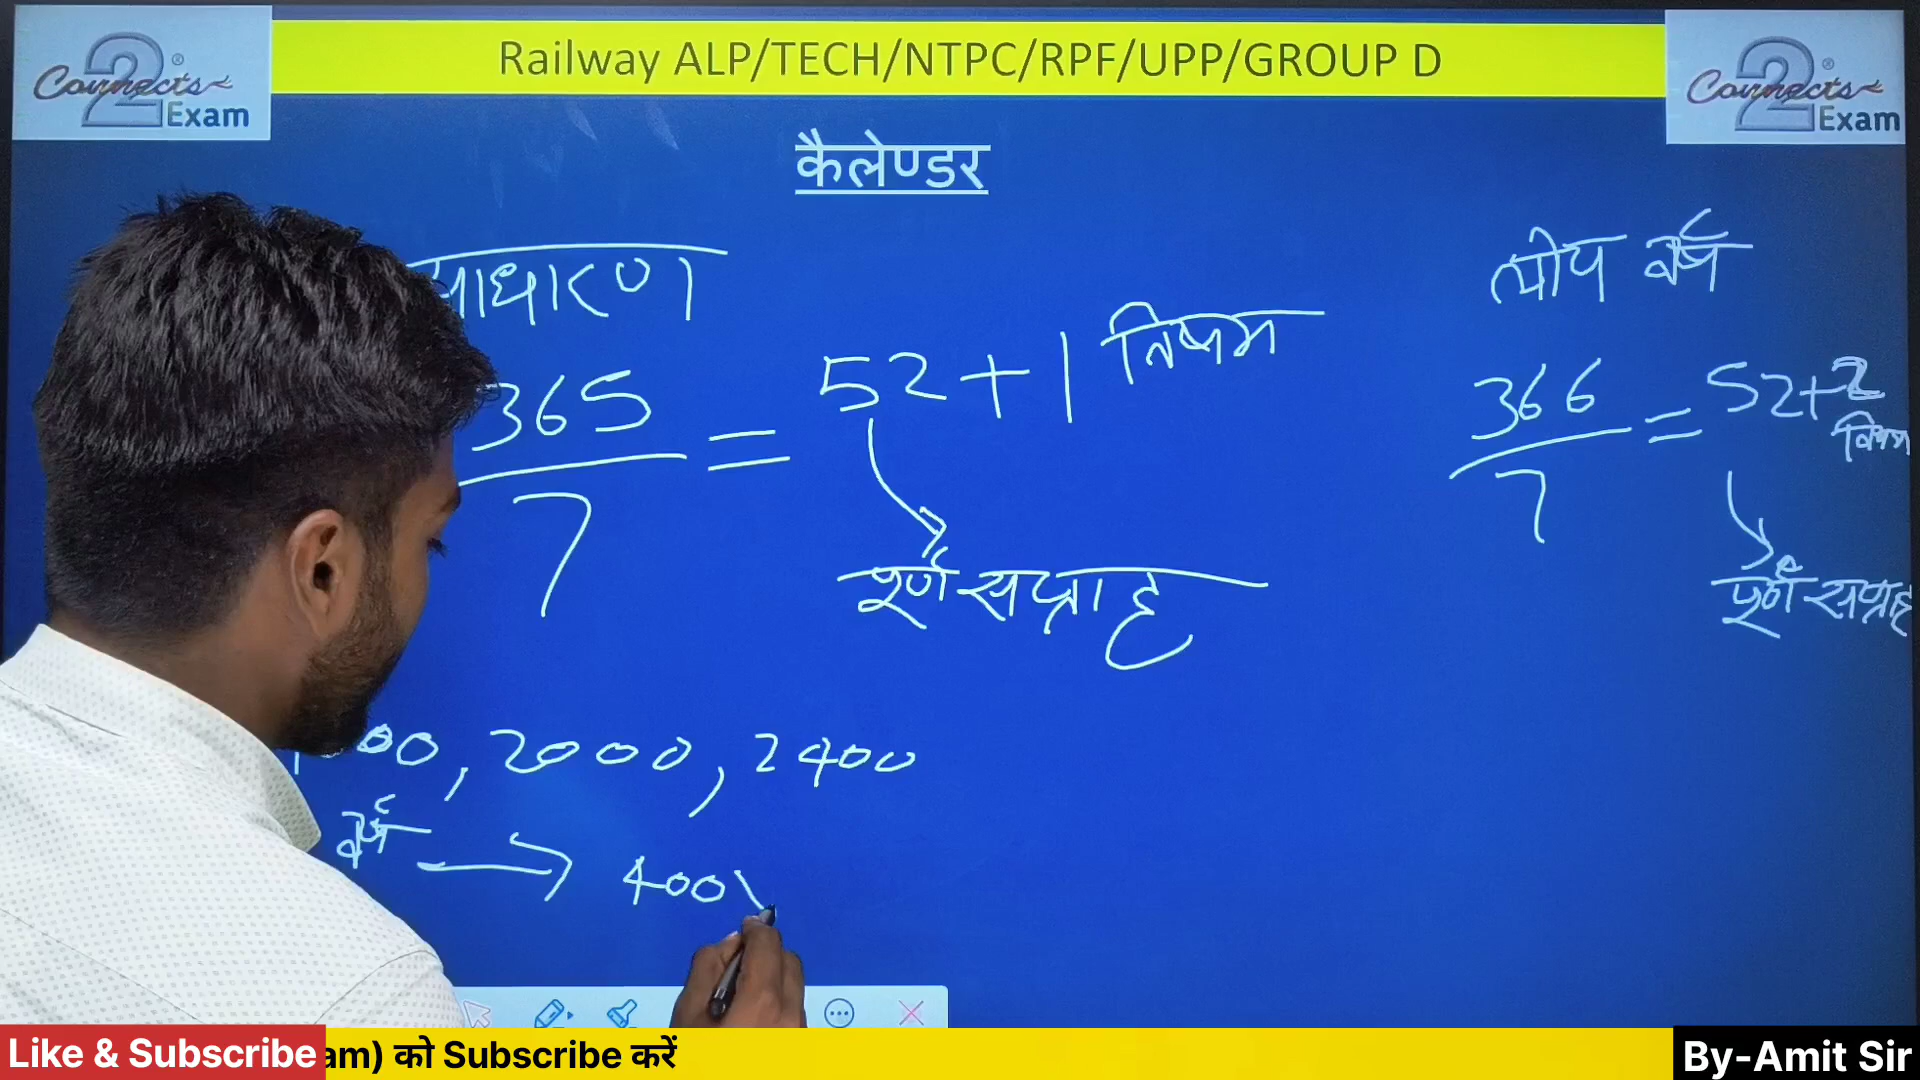 Connects 2 Exam
Railway ALP/TECH/NTPC/RPF/UPP/GROUP D
Connects 2 Exam
कैलेण्डर
साधारण
365/7 = 52+1 विषम
पूर्ण सप्ताह
लीप वर्ष
366/7 = 52+2
विषम
पूर्ण सप्ताह
00, 2000, 2400
वर्ष → 400
Like & Subscribe
am) को Subscribe करें
By-Amit Sir